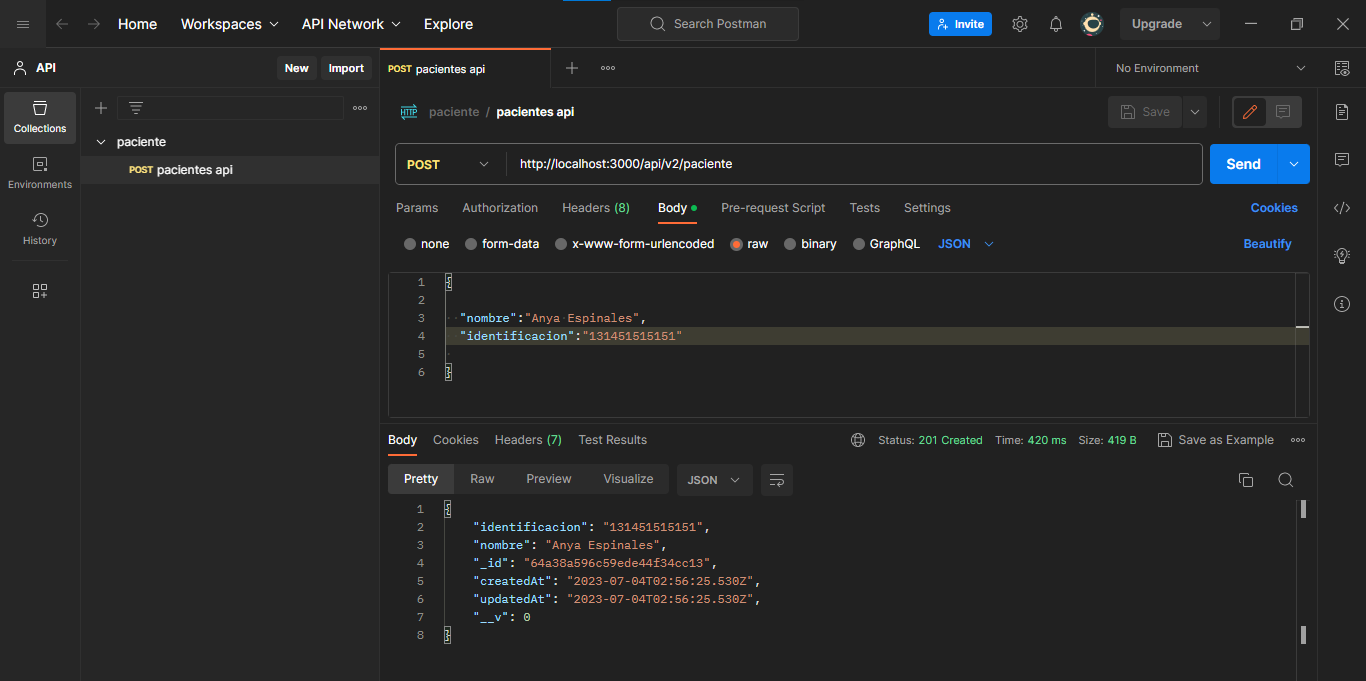 Home Workspaces API Network Explore Search Postman Invite Upgrade
API New Import POST pacientes api No Environment
Collections
Environments
History
paciente
POST pacientes api
HTTP paciente / pacientes api Save
POST http://localhost:3000/api/v2/paciente Send
Params Authorization Headers (8) Body Pre-request Script Tests Settings Cookies
none form-data x-www-form-urlencoded raw binary GraphQL JSON Beautify
1 {
2
3 "nombre":"Anya Espinales",
4 "identificacion":"131451515151"
5
6 }
Body Cookies Headers (7) Test Results Status: 201 Created Time: 420 ms Size: 419 B Save as Example
Pretty Raw Preview Visualize JSON
1 {
2 "identificacion": "131451515151",
3 "nombre": "Anya Espinales",
4 "_id": "64a38a596c59ede44f34cc13",
5 "createdAt": "2023-07-04T02:56:25.530Z",
6 "updatedAt": "2023-07-04T02:56:25.530Z",
7 "__v": 0
8 }